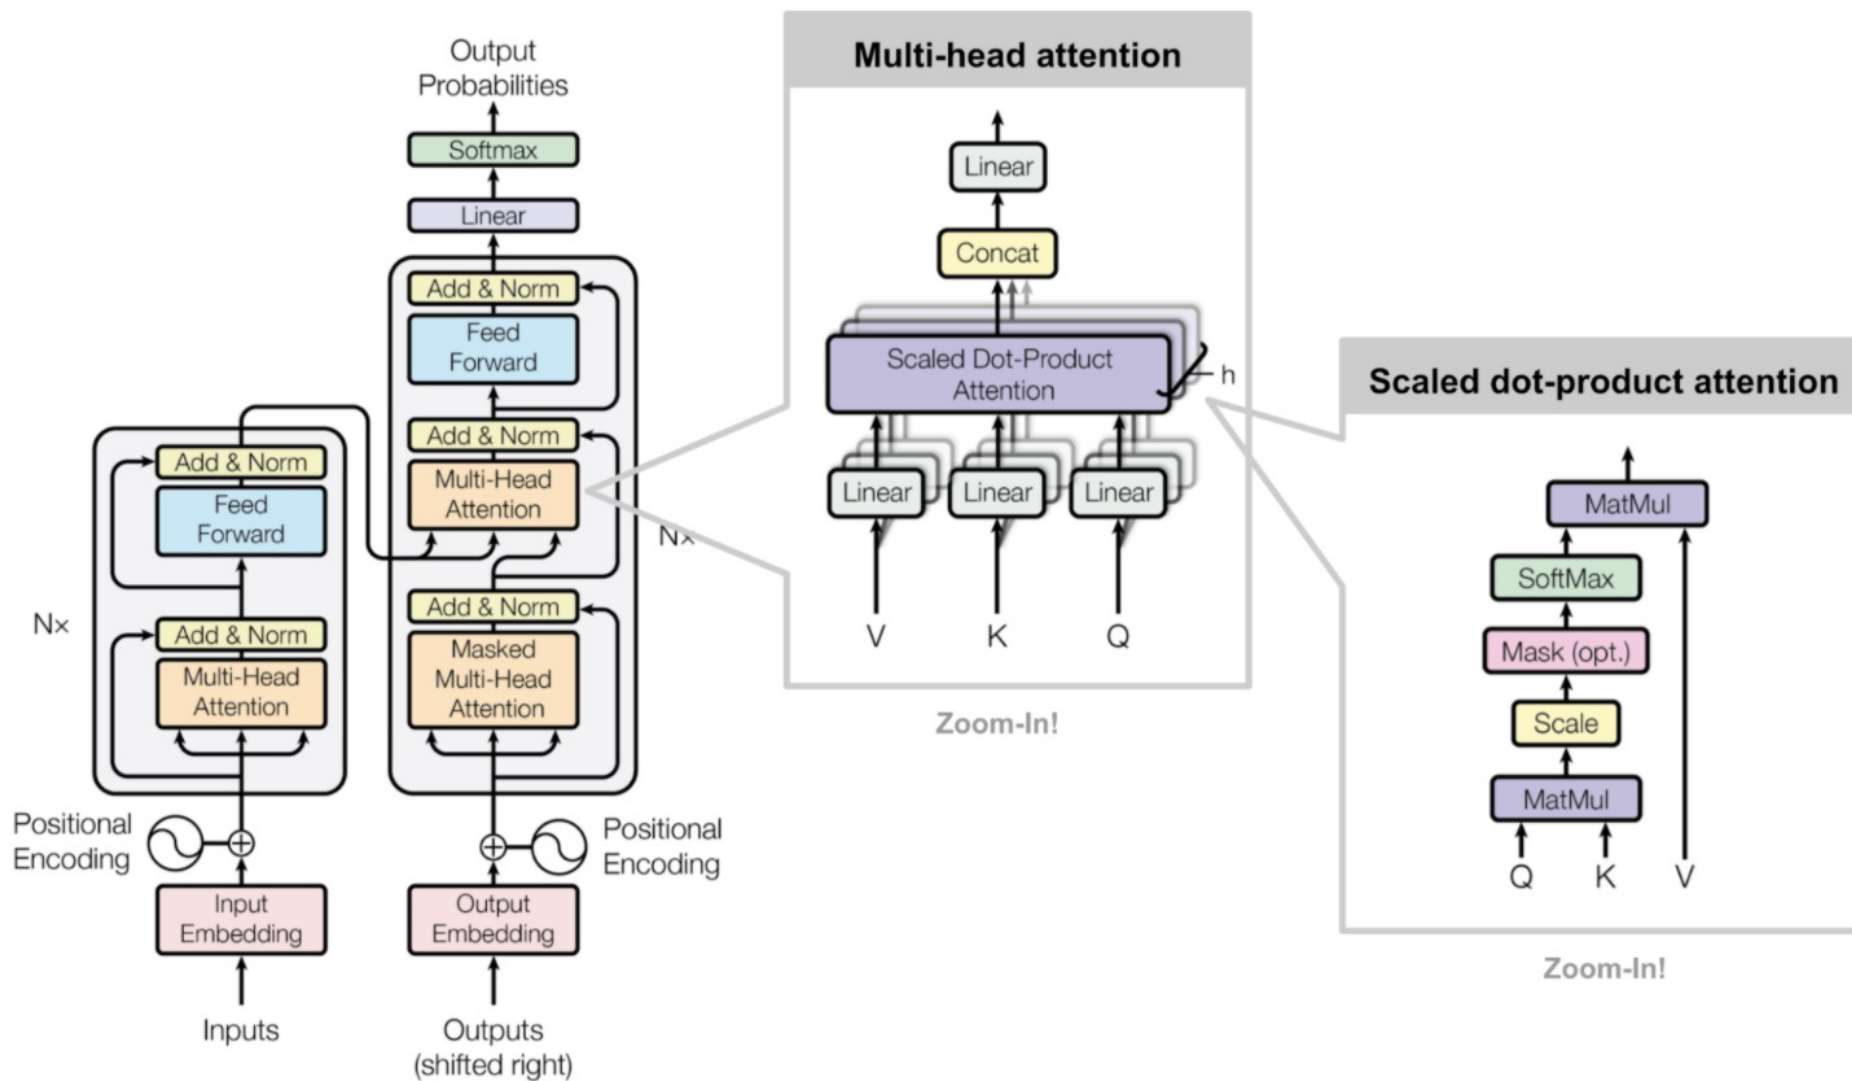 Output
Probabilities
Softmax
Linear
Add & Norm
Feed
Forward
Add & Norm
Multi-Head
Attention
Add & Norm
Masked
Multi-Head
Attention
Nx
Positional
Encoding
Output
Embedding
Outputs
(shifted right)
Add & Norm
Feed
Forward
Add & Norm
Multi-Head
Attention
Nx
Positional
Encoding
Input
Embedding
Inputs
Multi-head attention
Linear
Concat
Scaled Dot-Product
Attention
h
Linear Linear Linear
V K Q
Zoom-In!
Scaled dot-product attention
MatMul
SoftMax
Mask (opt.)
Scale
MatMul
Q K V
Zoom-In!